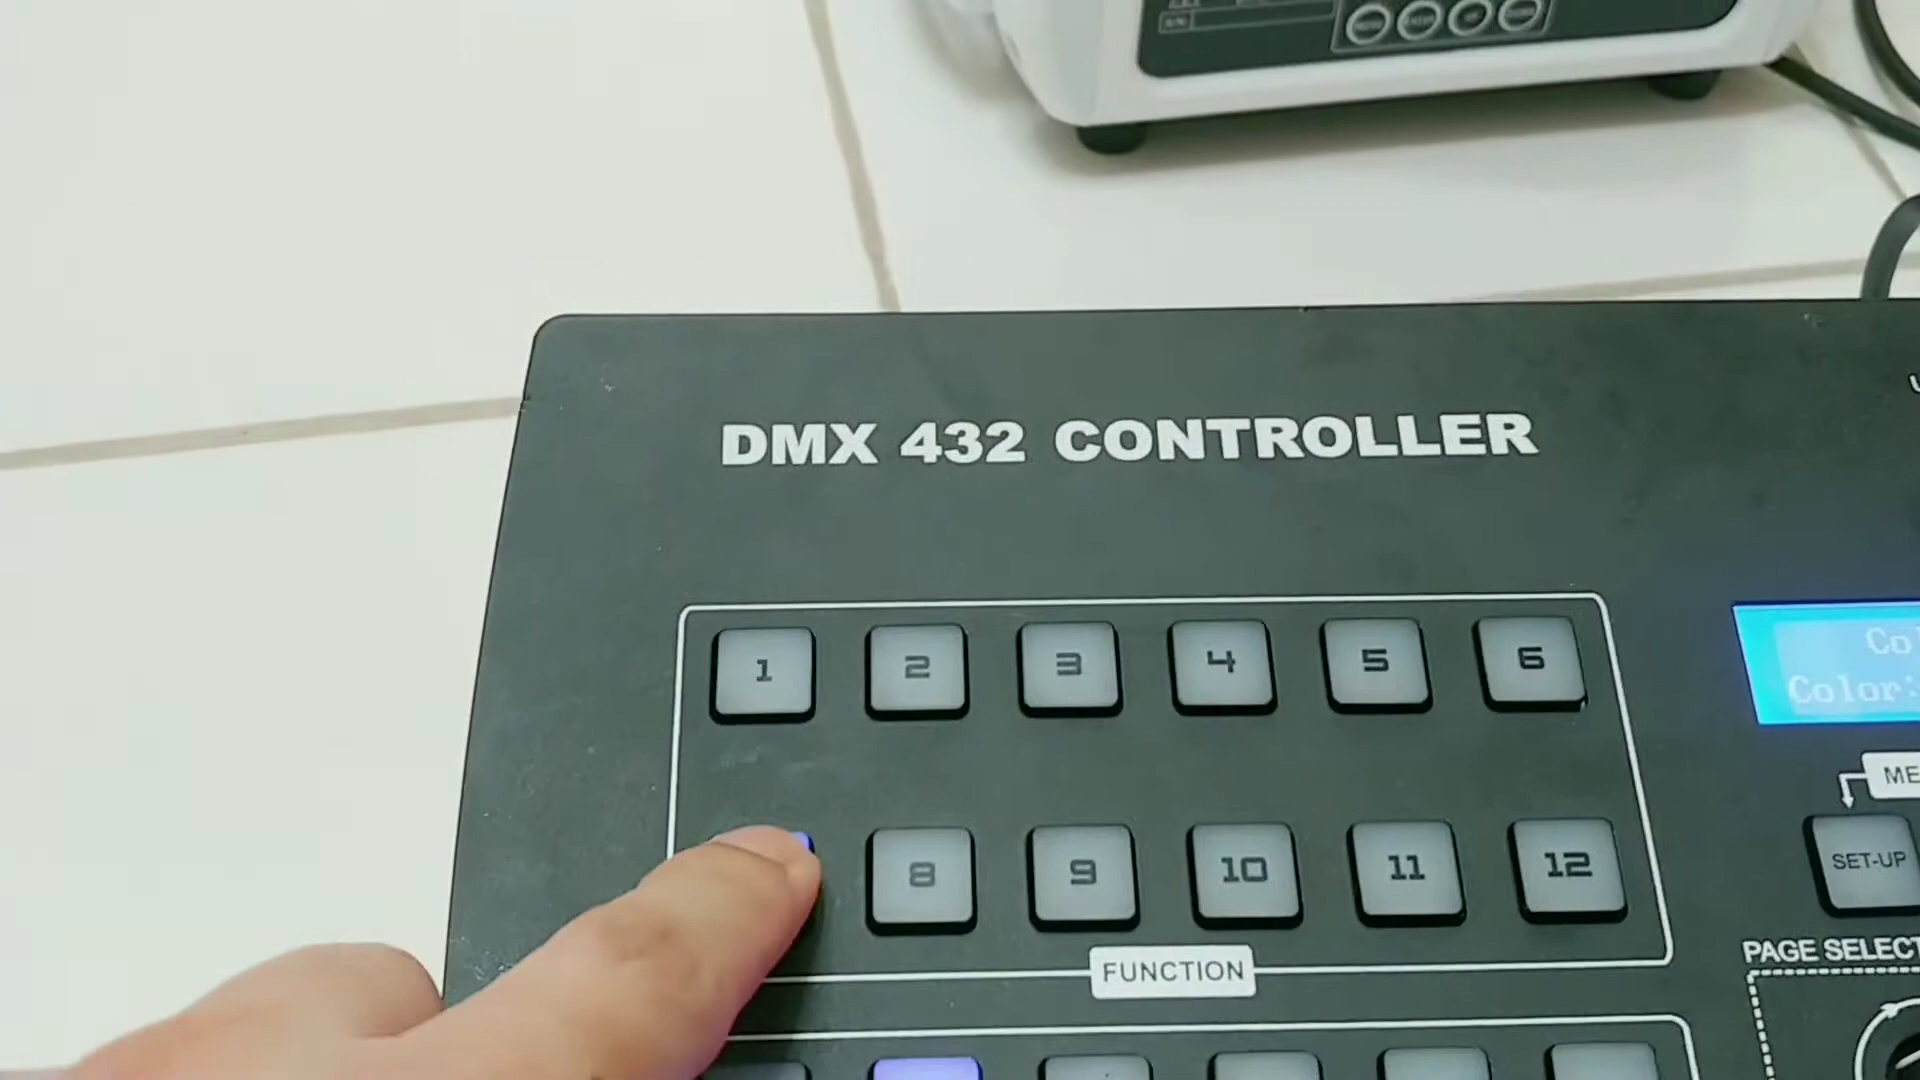 DMX 432 CONTROLLER
1 2 3 4 5 6
Co
Color:
ME
8 9 10 11 12
SET-UP
FUNCTION
PAGE SELECT